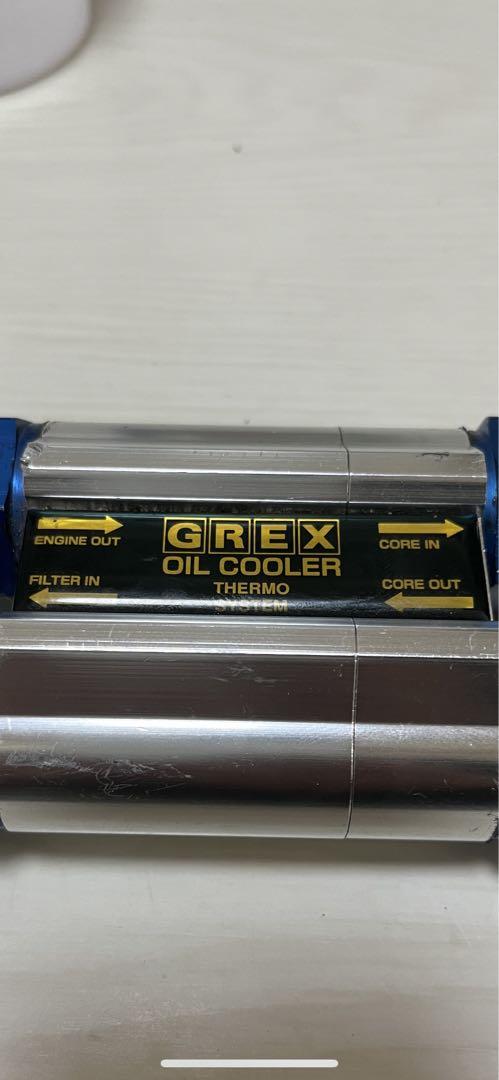 ENGINE OUT
GREX
CORE IN
OIL COOLER
FILTER IN
THERMO
CORE OUT
SYSTEM